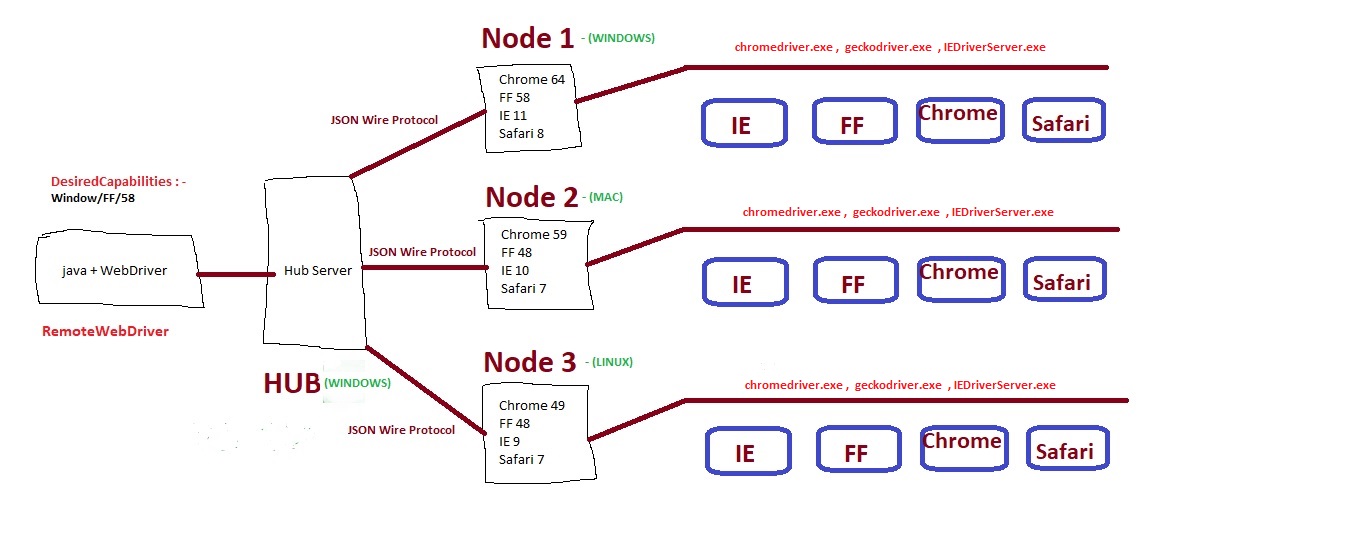 DesiredCapabilities : -
Window/FF/58
java + WebDriver
RemoteWebDriver
Hub Server
HUB (WINDOWS)
JSON Wire Protocol
Node 1 - (WINDOWS)
Chrome 64
FF 58
IE 11
Safari 8
chromedriver.exe , geckodriver.exe , IEDriverServer.exe
IE FF Chrome Safari
JSON Wire Protocol
Node 2 - (MAC)
Chrome 59
FF 48
IE 10
Safari 7
chromedriver.exe , geckodriver.exe , IEDriverServer.exe
IE FF Chrome Safari
JSON Wire Protocol
Node 3 - (LINUX)
Chrome 49
FF 48
IE 9
Safari 7
chromedriver.exe , geckodriver.exe , IEDriverServer.exe
IE FF Chrome Safari